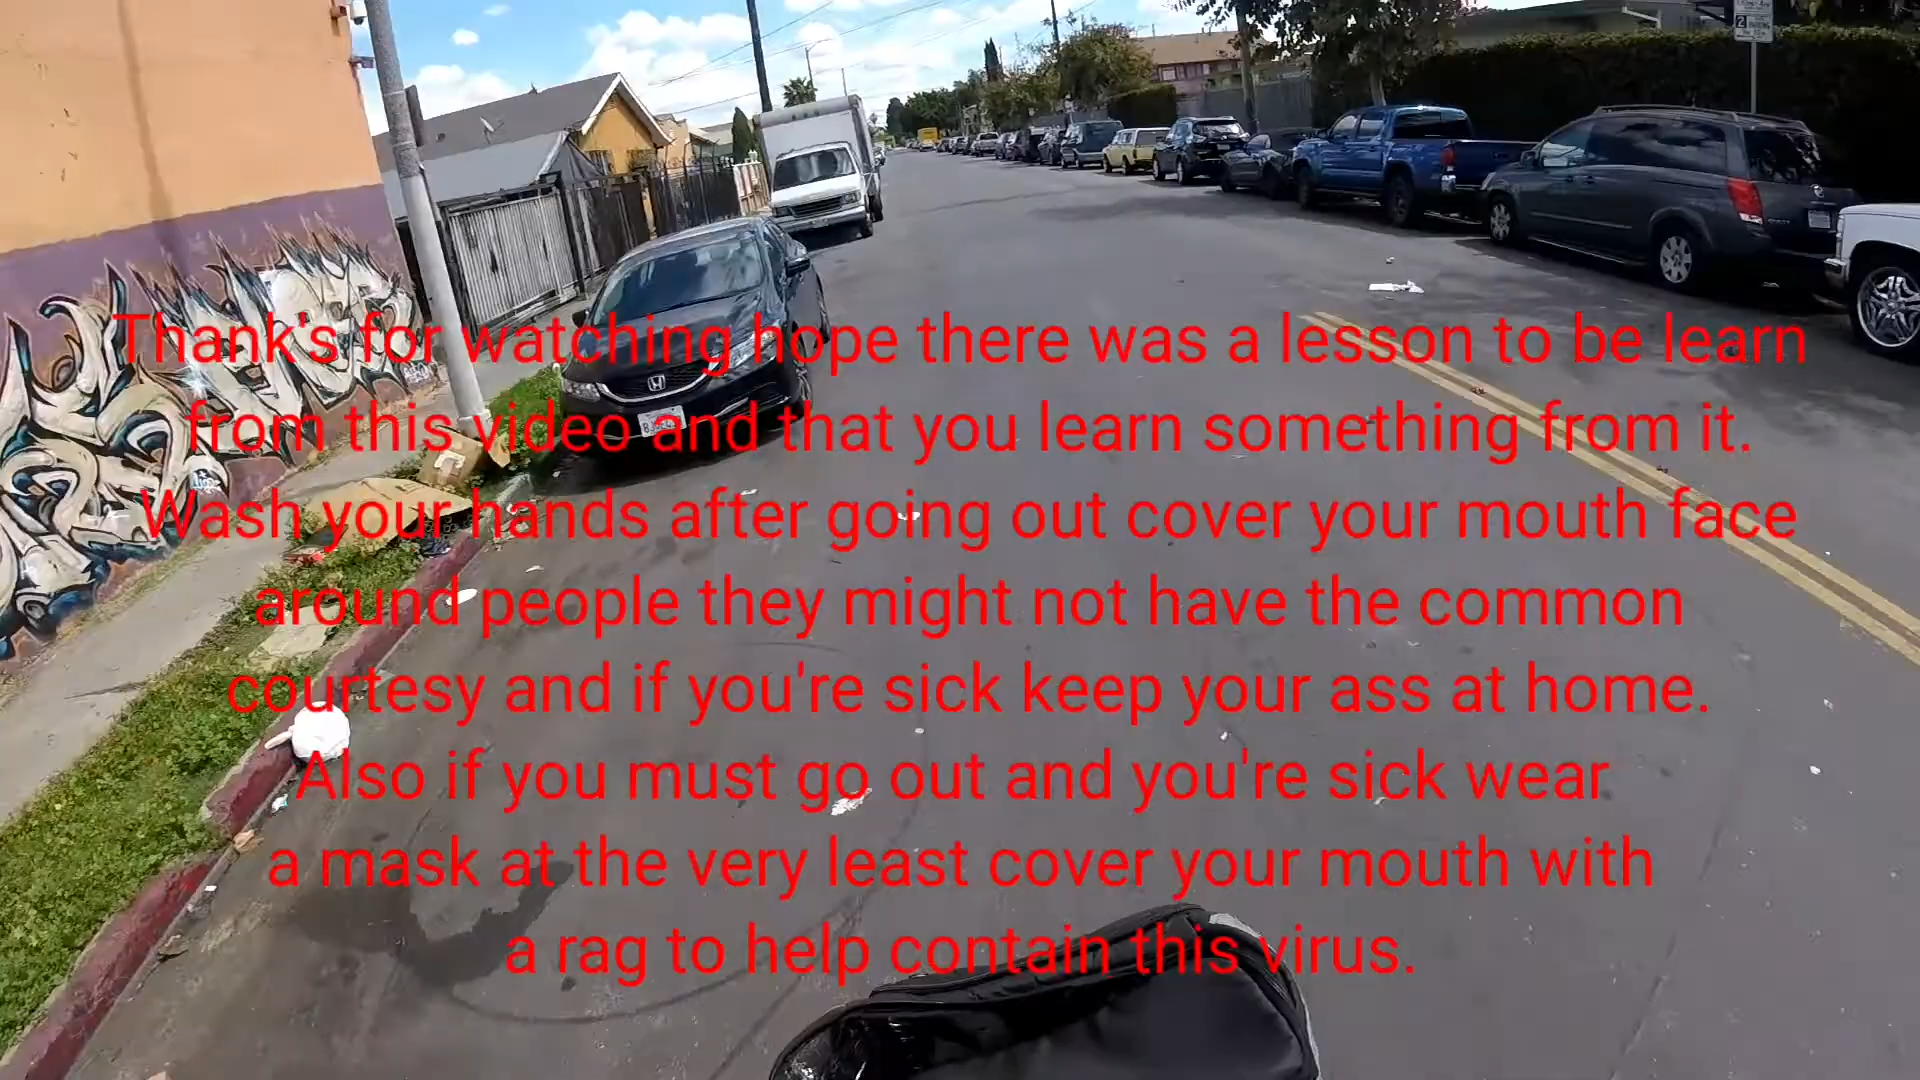 Thank's for watching hope there was a lesson to be learn
from this video and that you learn something from it.
Wash your hands after going out cover your mouth face
around people they might not have the common
courtesy and if you're sick keep your ass at home.
Also if you must go out and you're sick wear
a mask at the very least cover your mouth with
a rag to help contain this virus.